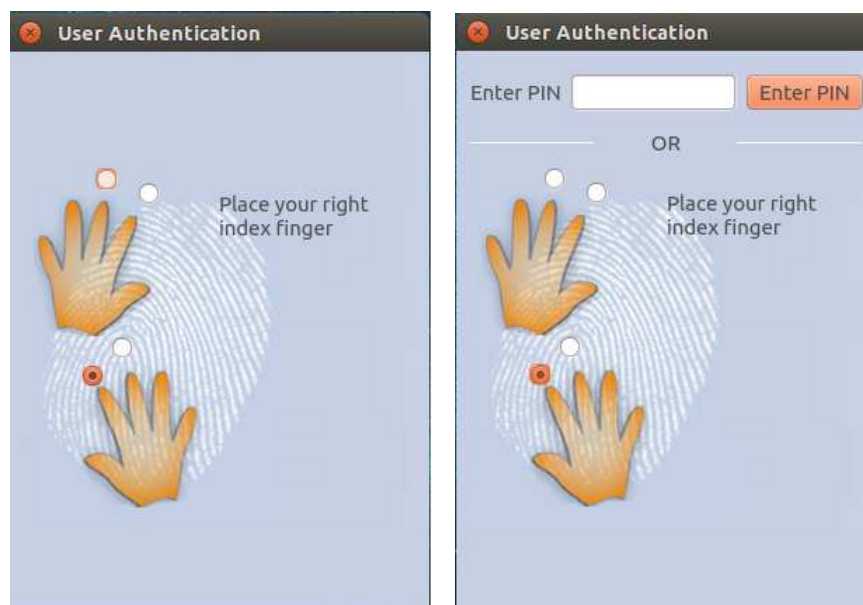 User Authentication
Place your right
index finger
User Authentication
Enter PIN
Enter PIN
OR
Place your right
index finger